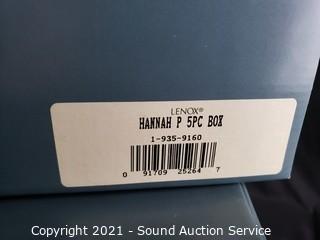 LENOX®
HANNAH P 5PC BOX
1-935-9160
0 91709 25264 7
Copyright 2021 - Sound Auction Service